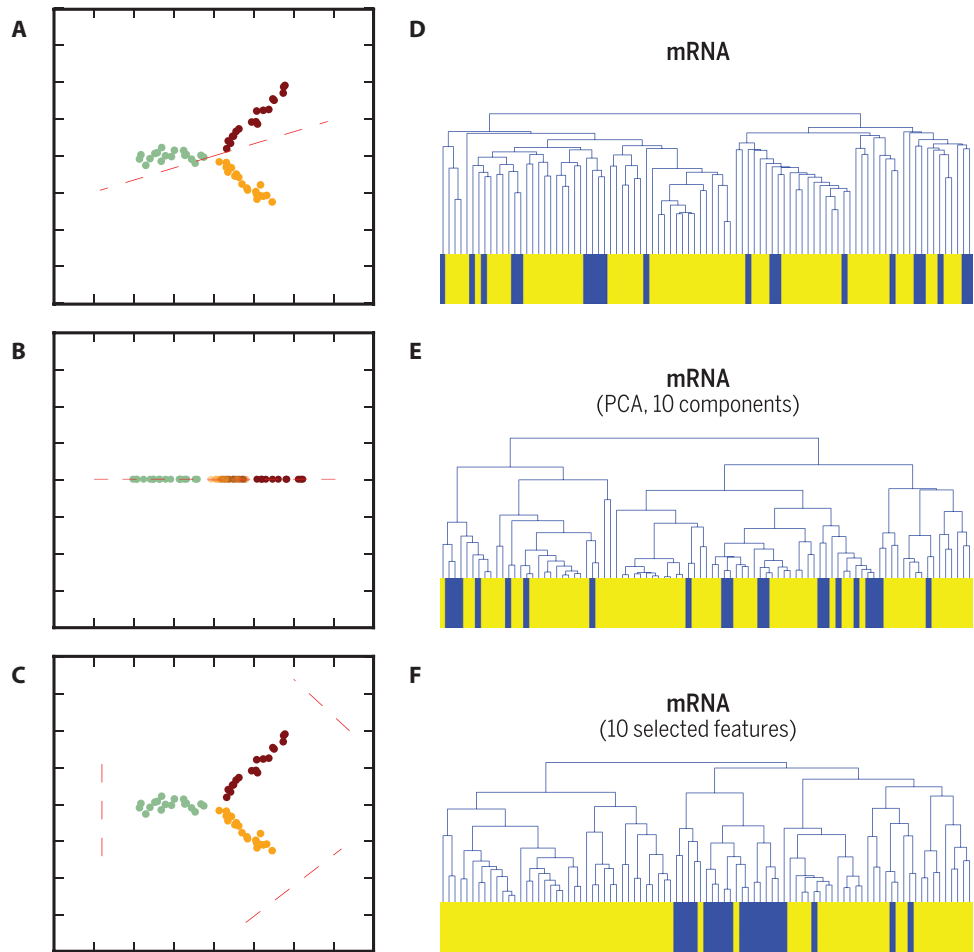 A
D
mRNA
B
E
mRNA
(PCA, 10 components)
C
F
mRNA
(10 selected features)